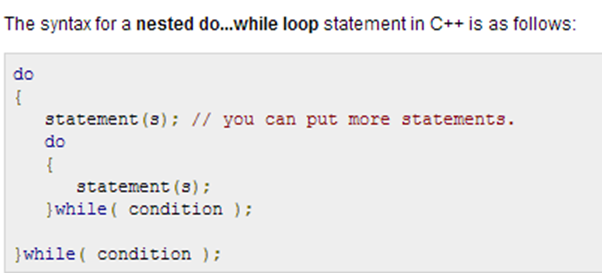 The syntax for a nested do...while loop statement in C++ is as follows:
do
{
   statement(s); // you can put more statements.
   do
   {
      statement(s);
   }while( condition );

}while( condition );